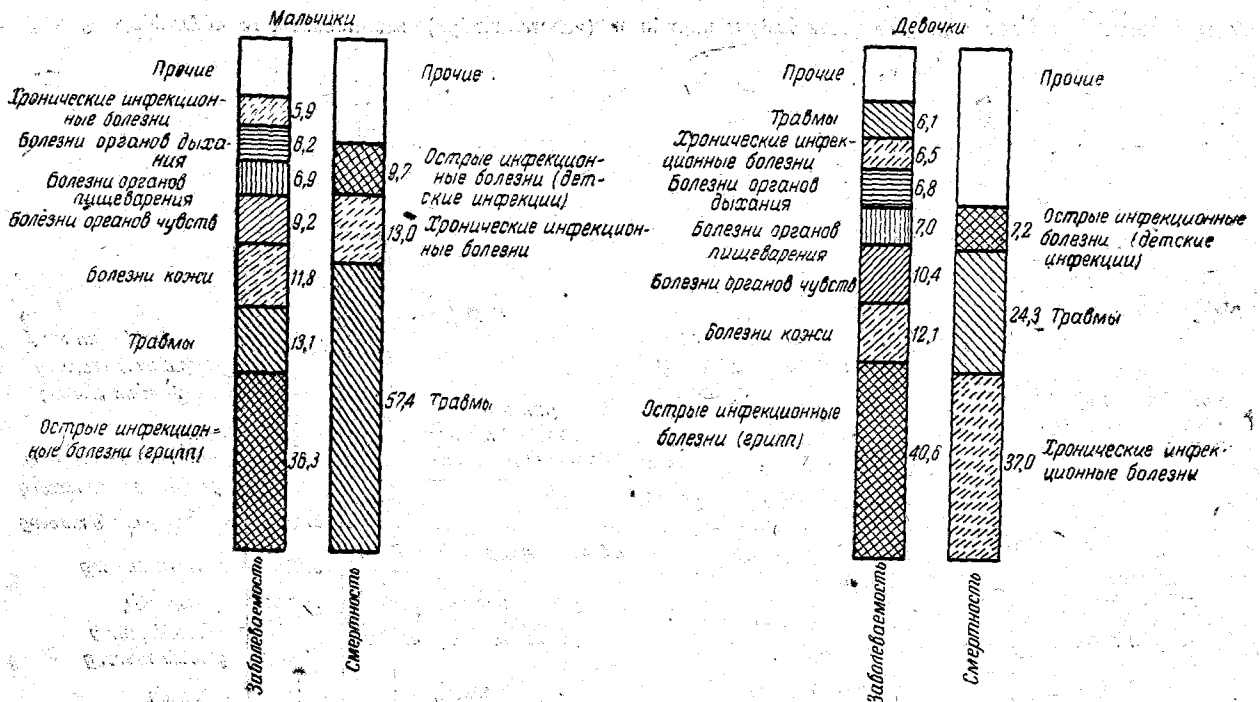 Мальчики
Прочие
Хронические инфекцион-
ные болезни
Болезни органов дыха-
ния
Болезни органов
пищеварения
Болезни органов чувств
Болезни кожи
Травмы
Острые инфекцион-
ные болезни (грипп)
5,9
6,2
6,9
9,2
11,8
13,1
36,3
Заболеваемость
Прочие
9,7
Острые инфекцион-
ные болезни (дет-
ские инфекции)
13,0 Хронические инфекцион-
ные болезни
57,4 Травмы
Смертность
Девочки
Прочие
Травмы
Хронические инфек-
ционные болезни
Болезни органов
дыхания
Болезни органов
пищеварения
Болезни органов чувств
Болезни кожи
Острые инфекционные
болезни (грипп)
6,1
6,5
6,8
7,0
10,4
12,1
40,6
Заболеваемость
Прочие
7,2
Острые инфекционные
болезни (детские
инфекции)
24,3 Травмы
37,0
Хронические инфек-
ционные болезни
Смертность